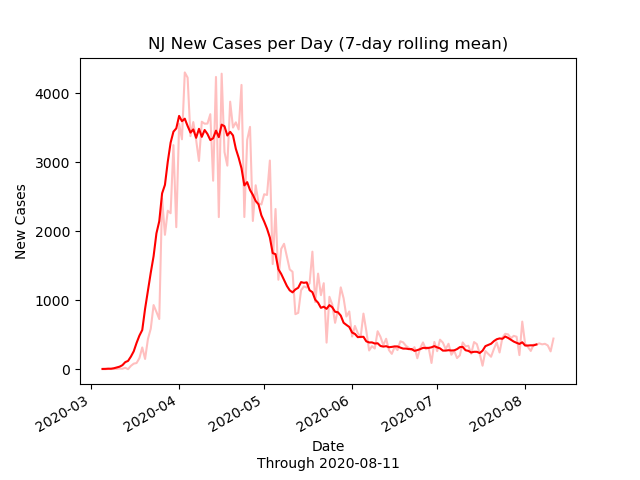 NJ New Cases per Day (7-day rolling mean)
New Cases
4000
3000
2000
1000
0
2020-03
2020-04
2020-05
2020-06
2020-07
2020-08
Date
Through 2020-08-11